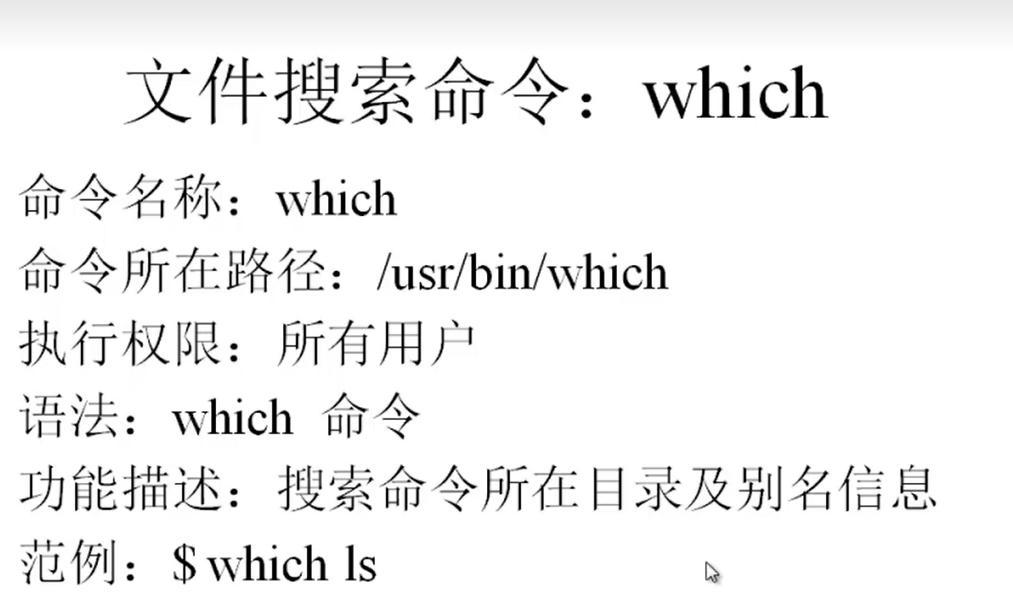 文件搜索命令：which
命令名称：which
命令所在路径：/usr/bin/which
执行权限：所有用户
语法：which 命令
功能描述：搜索命令所在目录及别名信息
范例：$ which ls